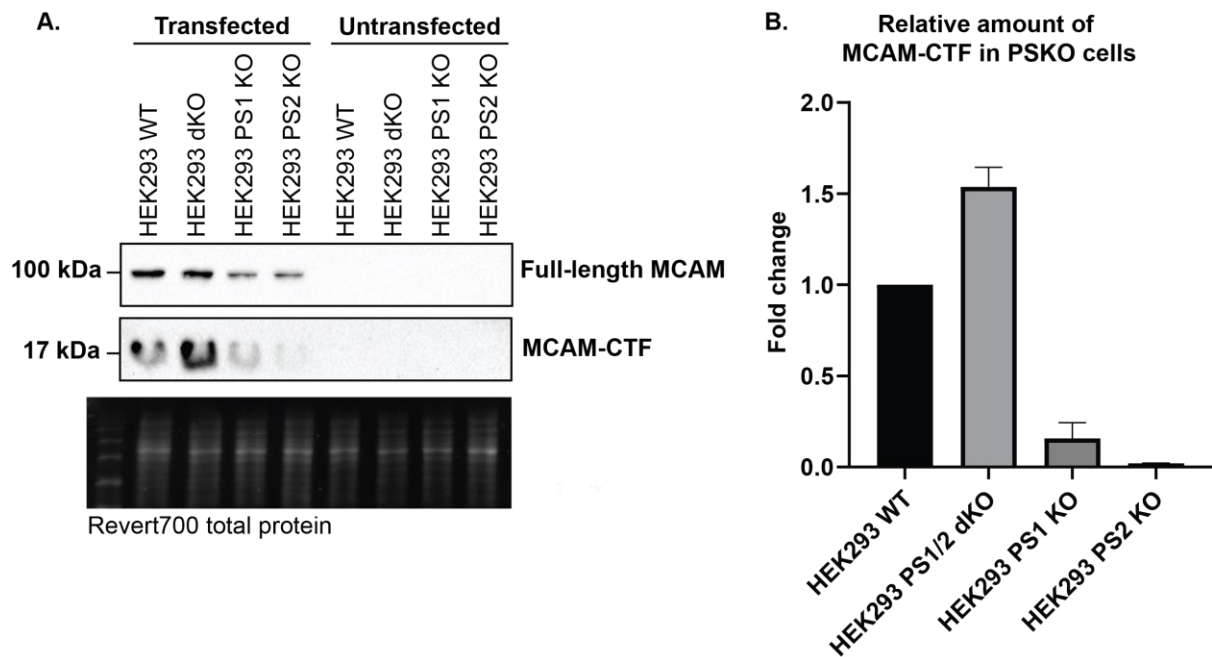 A.
Transfected
Untransfected
HEK293 WT
HEK293 dKO
HEK293 PS1 KO
HEK293 PS2 KO
HEK293 WT
HEK293 dKO
HEK293 PS1 KO
HEK293 PS2 KO
100 kDa
Full-length MCAM
17 kDa
MCAM-CTF
Revert700 total protein
B.
Relative amount of
MCAM-CTF in PSKO cells
Fold change
2.0
1.5
1.0
0.5
0.0
HEK293 WT
HEK293 PS1/2 dKO
HEK293 PS1 KO
HEK293 PS2 KO